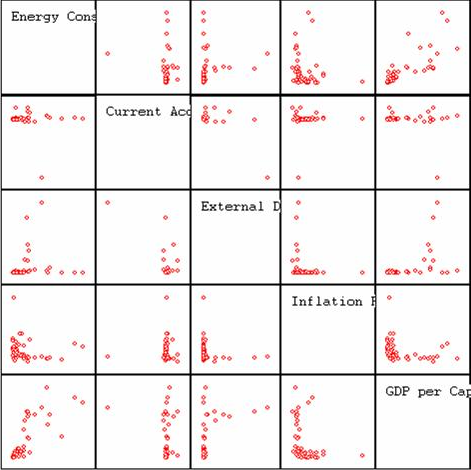 Energy Cons
Current Acc
External D
Inflation R
GDP per Cap